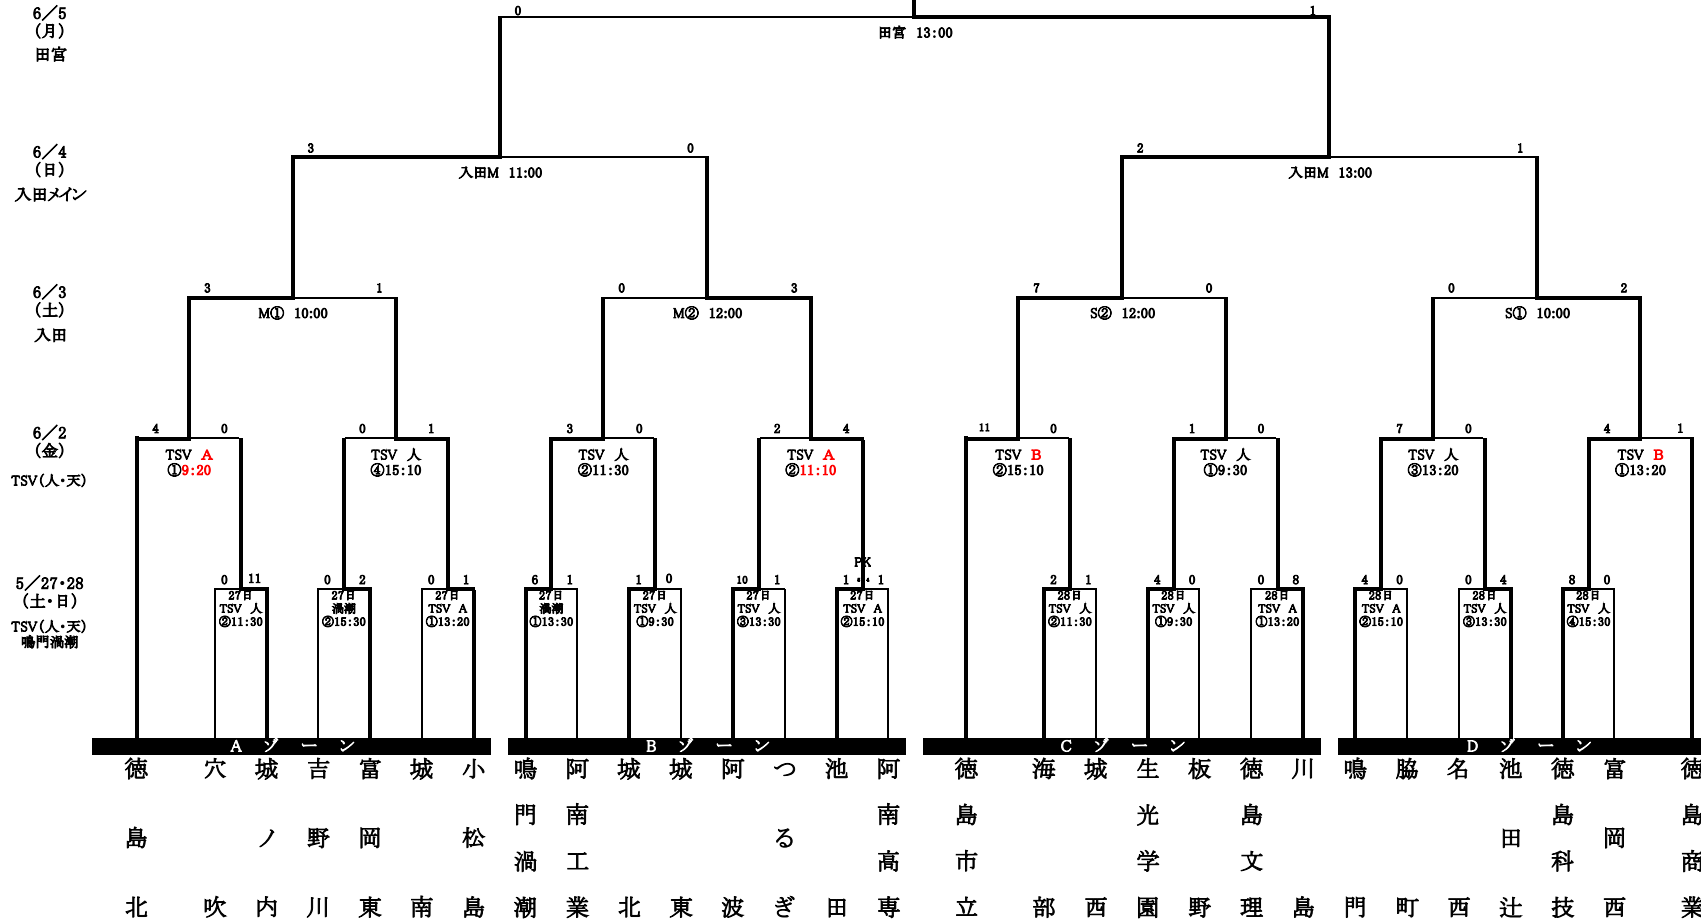 6/5
(月)
田宮
0
1
田宮 13:00
6/4
(日)
入田メイン
3
0
2
1
入田M 11:00
入田M 13:00
6/3
(土)
入田
3
1
0
3
7
0
0
2
M① 10:00
M② 12:00
S② 12:00
S① 10:00
6/2
(金)
TSV(人・天)
4
0
0
1
3
0
2
4
11
0
1
0
7
0
4
1
TSV A
①9:20
TSV 人
④15:10
TSV 人
②11:30
TSV A
②11:10
TSV B
②15:10
TSV 人
①9:30
TSV 人
③13:20
TSV B
①13:20
5/27・28
(土・日)
TSV(人・天)
鳴門渦潮
0 11
27日
TSV 人
②11:30
0 2
27日
渦潮
②15:30
0 1
27日
TSV A
①13:20
6 1
27日
渦潮
①13:30
1 0
27日
TSV 人
①9:30
10 1
27日
TSV 人
③13:30
PK
1 1
27日
TSV A
②15:10
2 1
28日
TSV 人
②11:30
4 0
28日
TSV 人
①9:30
0 8
28日
TSV A
①13:20
4 0
28日
TSV A
②15:10
0 4
28日
TSV 人
③13:30
8 0
28日
TSV 人
④15:30
Aゾーン
Bゾーン
Cゾーン
Dゾーン
徳島北
穴吹
城ノ内
吉野川
富岡東
城南
小松島
鳴門渦潮
阿南工業
城北
城東
阿波
つるぎ
池田
阿南高専
徳島市立
海部
城西
生光学園
板野
徳島文理
川島
鳴門
脇町
名西
池田辻
徳島科技
富岡西
徳島商業